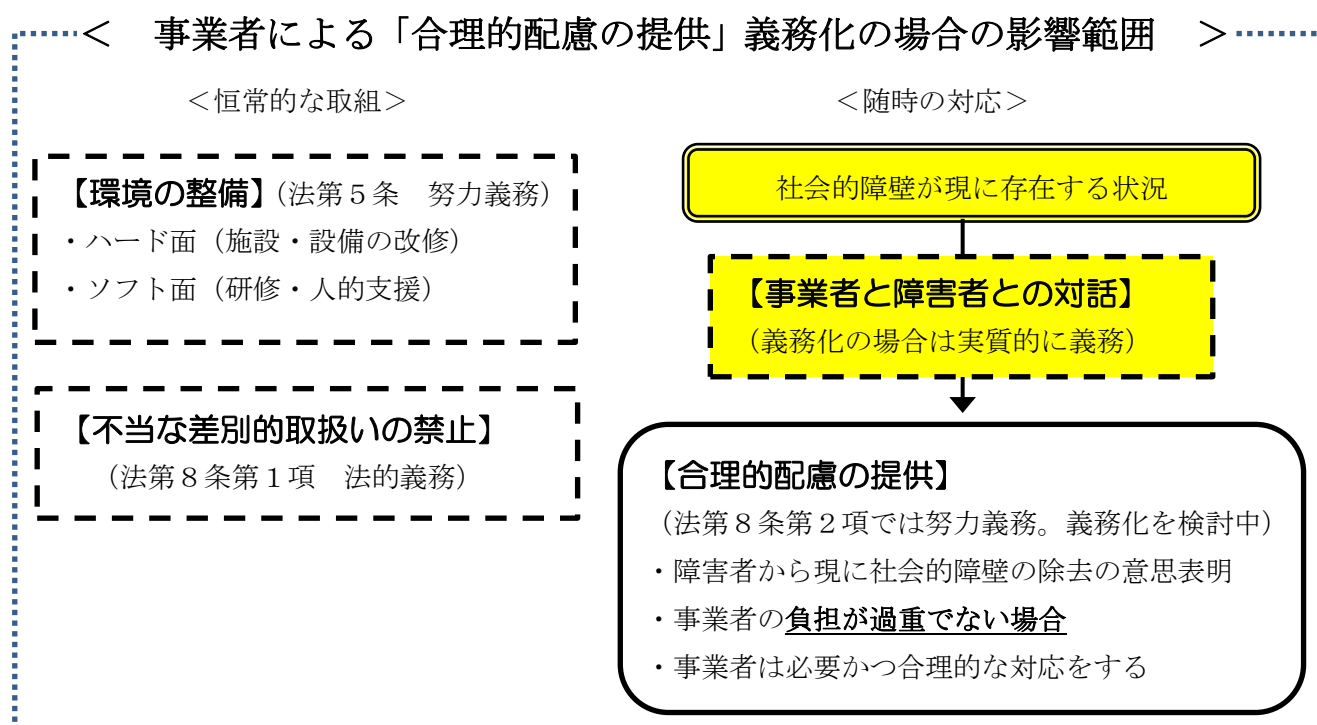 ＜　事業者による「合理的配慮の提供」義務化の場合の影響範囲　＞
＜恒常的な取組＞
【環境の整備】（法第５条　努力義務）
・ハード面（施設・設備の改修）
・ソフト面（研修・人的支援）
【不当な差別的取扱いの禁止】
（法第８条第１項　法的義務）
＜随時の対応＞
社会的障壁が現に存在する状況
【事業者と障害者との対話】
（義務化の場合は実質的に義務）
【合理的配慮の提供】
（法第８条第２項では努力義務。義務化を検討中）
・障害者から現に社会的障壁の除去の意思表明
・事業者の負担が過重でない場合
・事業者は必要かつ合理的な対応をする